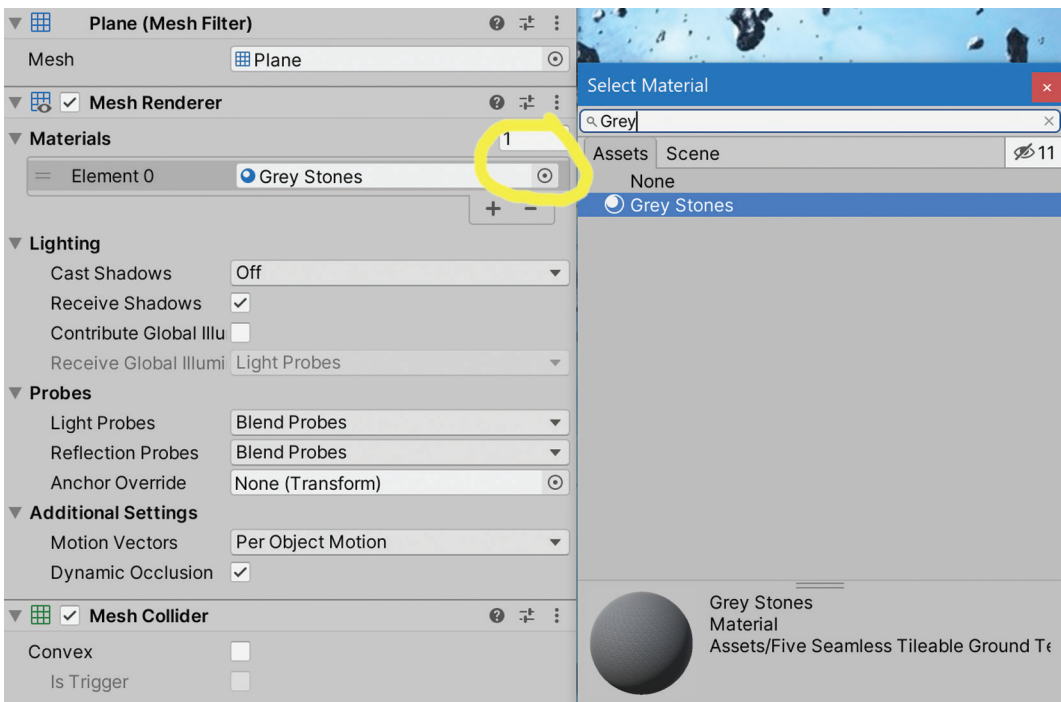 Plane (Mesh Filter)
Mesh
Plane
Mesh Renderer
Materials
1
Element 0
Grey Stones
Lighting
Cast Shadows
Off
Receive Shadows
Contribute Global Illu
Receive Global Illumi
Light Probes
Probes
Light Probes
Blend Probes
Reflection Probes
Blend Probes
Anchor Override
None (Transform)
Additional Settings
Motion Vectors
Per Object Motion
Dynamic Occlusion
Mesh Collider
Convex
Is Trigger
Select Material
Grey
Assets
Scene
11
None
Grey Stones
Grey Stones
Material
Assets/Five Seamless Tileable Ground Te